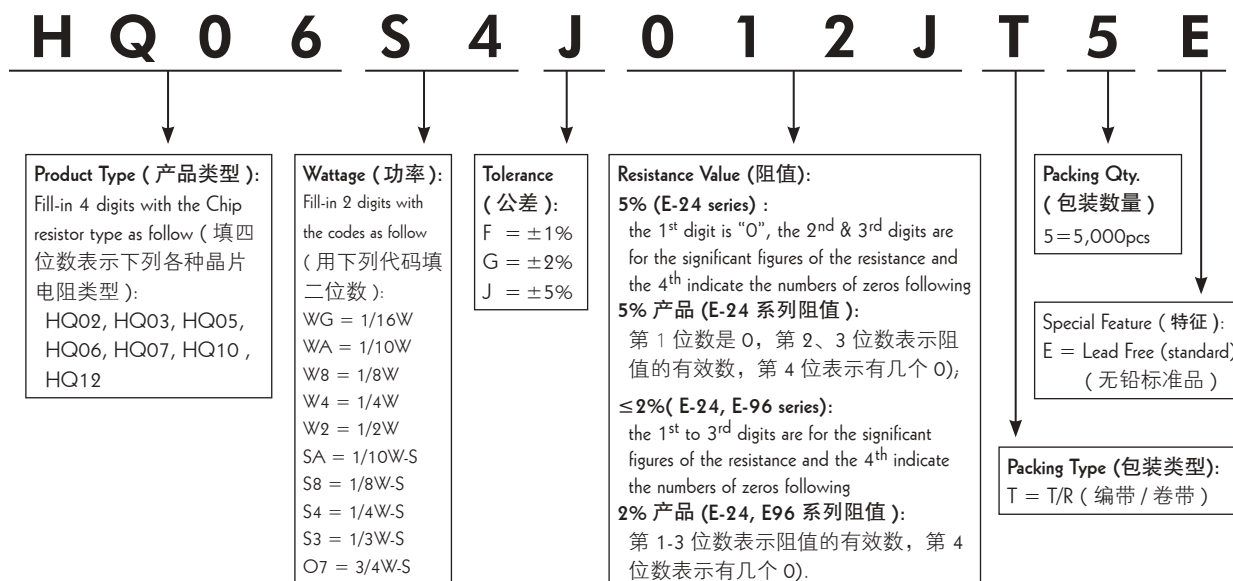 HQ06S4J012JT5E
Product Type ( 产品类型 ):
Fill-in 4 digits with the Chip
resistor type as follow ( 填四
位数表示下列各种晶片
电阻类型 ):
HQ02, HQ03, HQ05,
HQ06, HQ07, HQ10 ,
HQ12
Wattage ( 功率 ):
Fill-in 2 digits with
the codes as follow
( 用下列代码填
二位数 ):
WG = 1/16W
WA = 1/10W
W8 = 1/8W
W4 = 1/4W
W2 = 1/2W
SA = 1/10W-S
S8 = 1/8W-S
S4 = 1/4W-S
S3 = 1/3W-S
O7 = 3/4W-S
Tolerance
( 公差 ):
F = ±1%
G = ±2%
J = ±5%
Resistance Value (阻值):
5% (E-24 series) :
the 1st digit is “0”, the 2nd & 3rd digits are
for the significant figures of the resistance and
the 4th indicate the numbers of zeros following
5% 产品 (E-24 系列阻值 ):
第 1 位数是 0，第 2、3 位数表示阻
值的有效数，第 4 位表示有几个 0);
≤2%( E-24, E-96 series):
the 1st to 3rd digits are for the significant
figures of the resistance and the 4th indicate
the numbers of zeros following
2% 产品 (E-24, E96 系列阻值 ):
第 1-3 位数表示阻值的有效数，第 4
位数表示有几个 0).
Packing Qty.
( 包装数量 )
5=5,000pcs
Special Feature ( 特征 ):
E = Lead Free (standard)
( 无铅标准品 )
Packing Type (包装类型):
T = T/R ( 编带 / 卷带 )